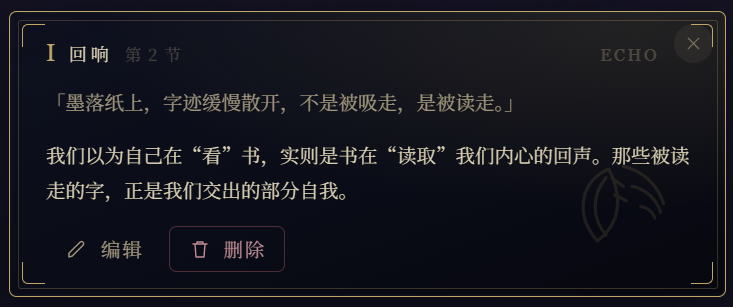 I 回响 第 2 节 ECHO
「墨落纸上，字迹缓慢散开，不是被吸走，是被读走。」
我们以为自己在“看”书，实则是书在“读取”我们内心的回声。那些被读
走的字，正是我们交出的部分自我。
编辑 删除